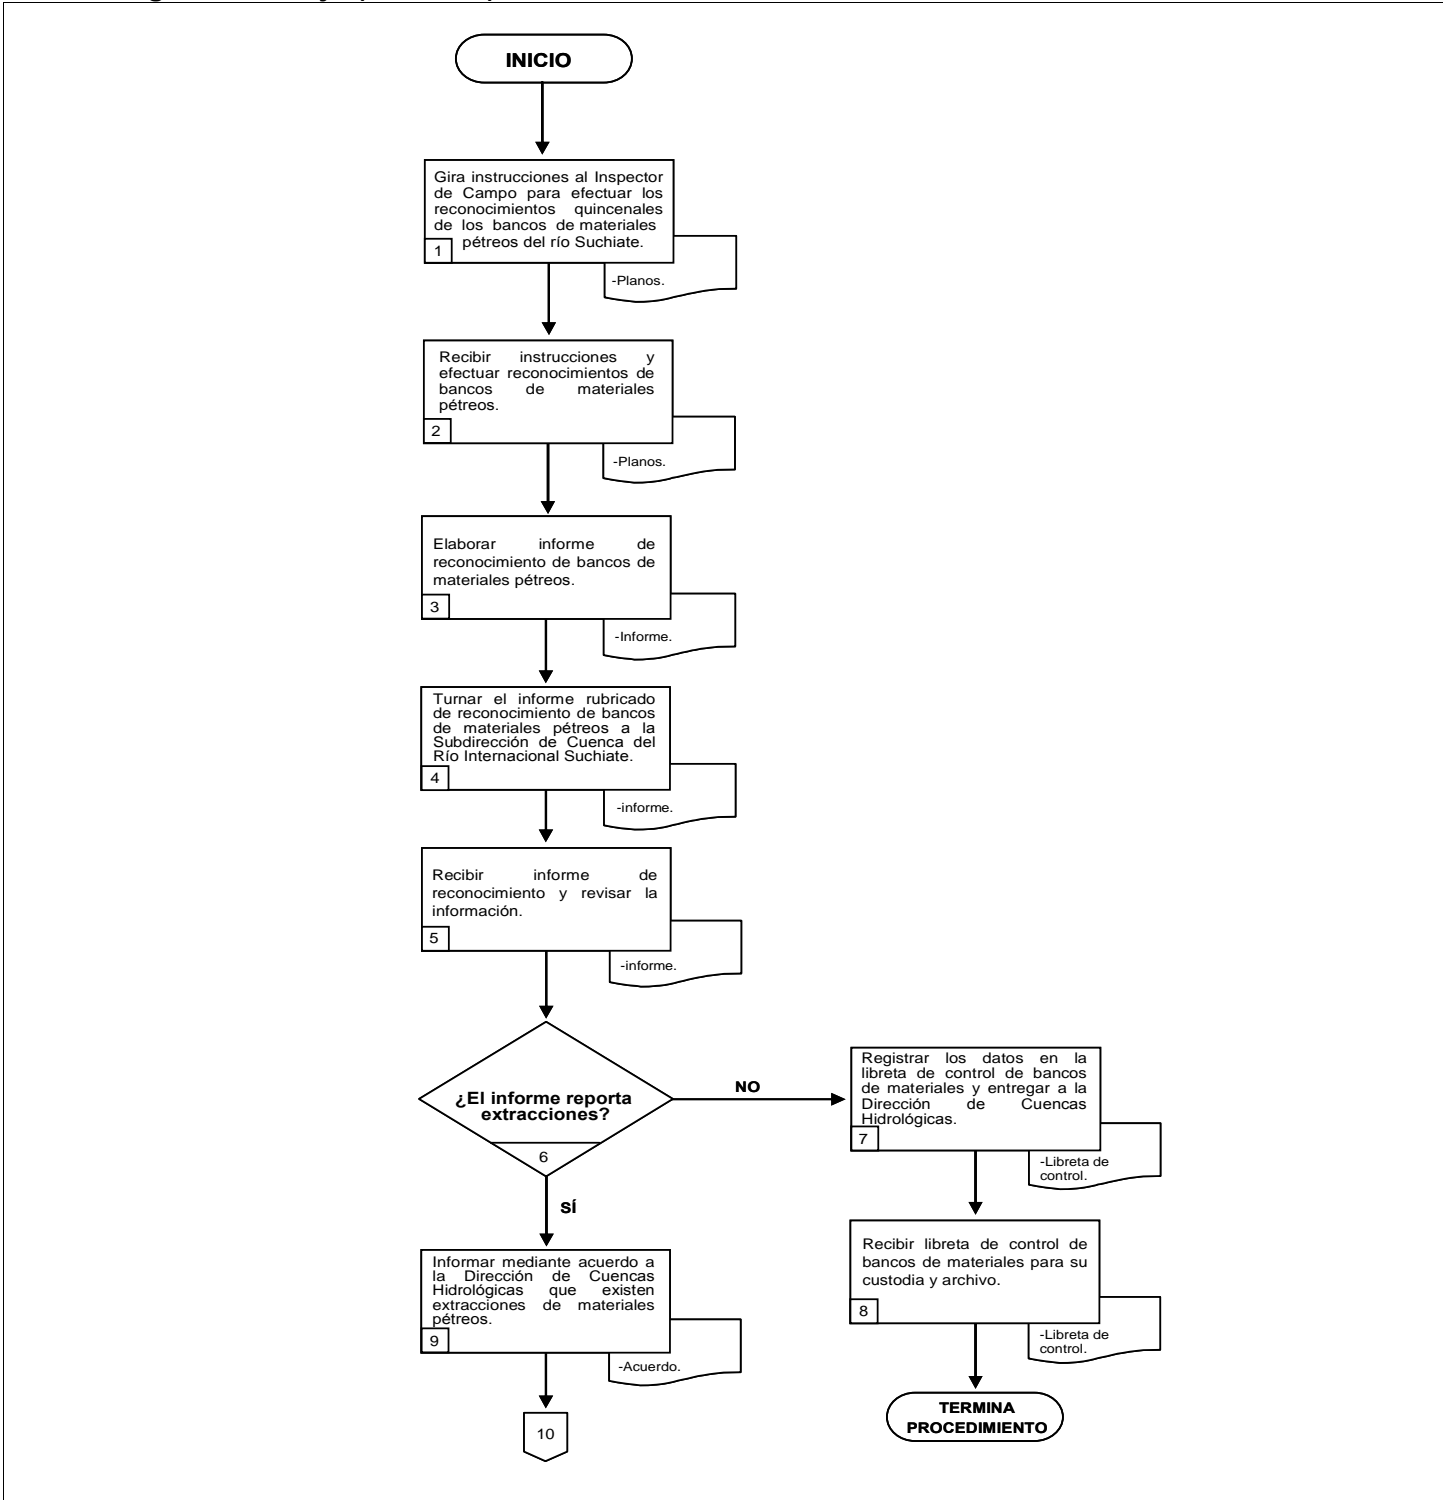 INICIO
Gira instrucciones al Inspector
de Campo para efectuar los
reconocimientos quincenales
de los bancos de materiales
pétreos del río Suchiate.
1
-Planos.
Recibir instrucciones y
efectuar reconocimientos de
bancos de materiales
pétreos.
2
-Planos.
Elaborar informe de
reconocimiento de bancos de
materiales pétreos.
3
-Informe.
Turnar el informe rubricado
de reconocimiento de bancos
de materiales pétreos a la
Subdirección de Cuenca del
Río Internacional Suchiate.
4
-informe.
Recibir informe de
reconocimiento y revisar la
información.
5
-informe.
¿El informe reporta
extracciones?
6
NO
Registrar los datos en la
libreta de control de bancos
de materiales y entregar a la
Dirección de Cuencas
Hidrológicas.
7
-Libreta de
control.
Recibir libreta de control de
bancos de materiales para su
custodia y archivo.
8
-Libreta de
control.
TERMINA
PROCEDIMIENTO
SÍ
Informar mediante acuerdo a
la Dirección de Cuencas
Hidrológicas que existen
extracciones de materiales
pétreos.
9
-Acuerdo.
10